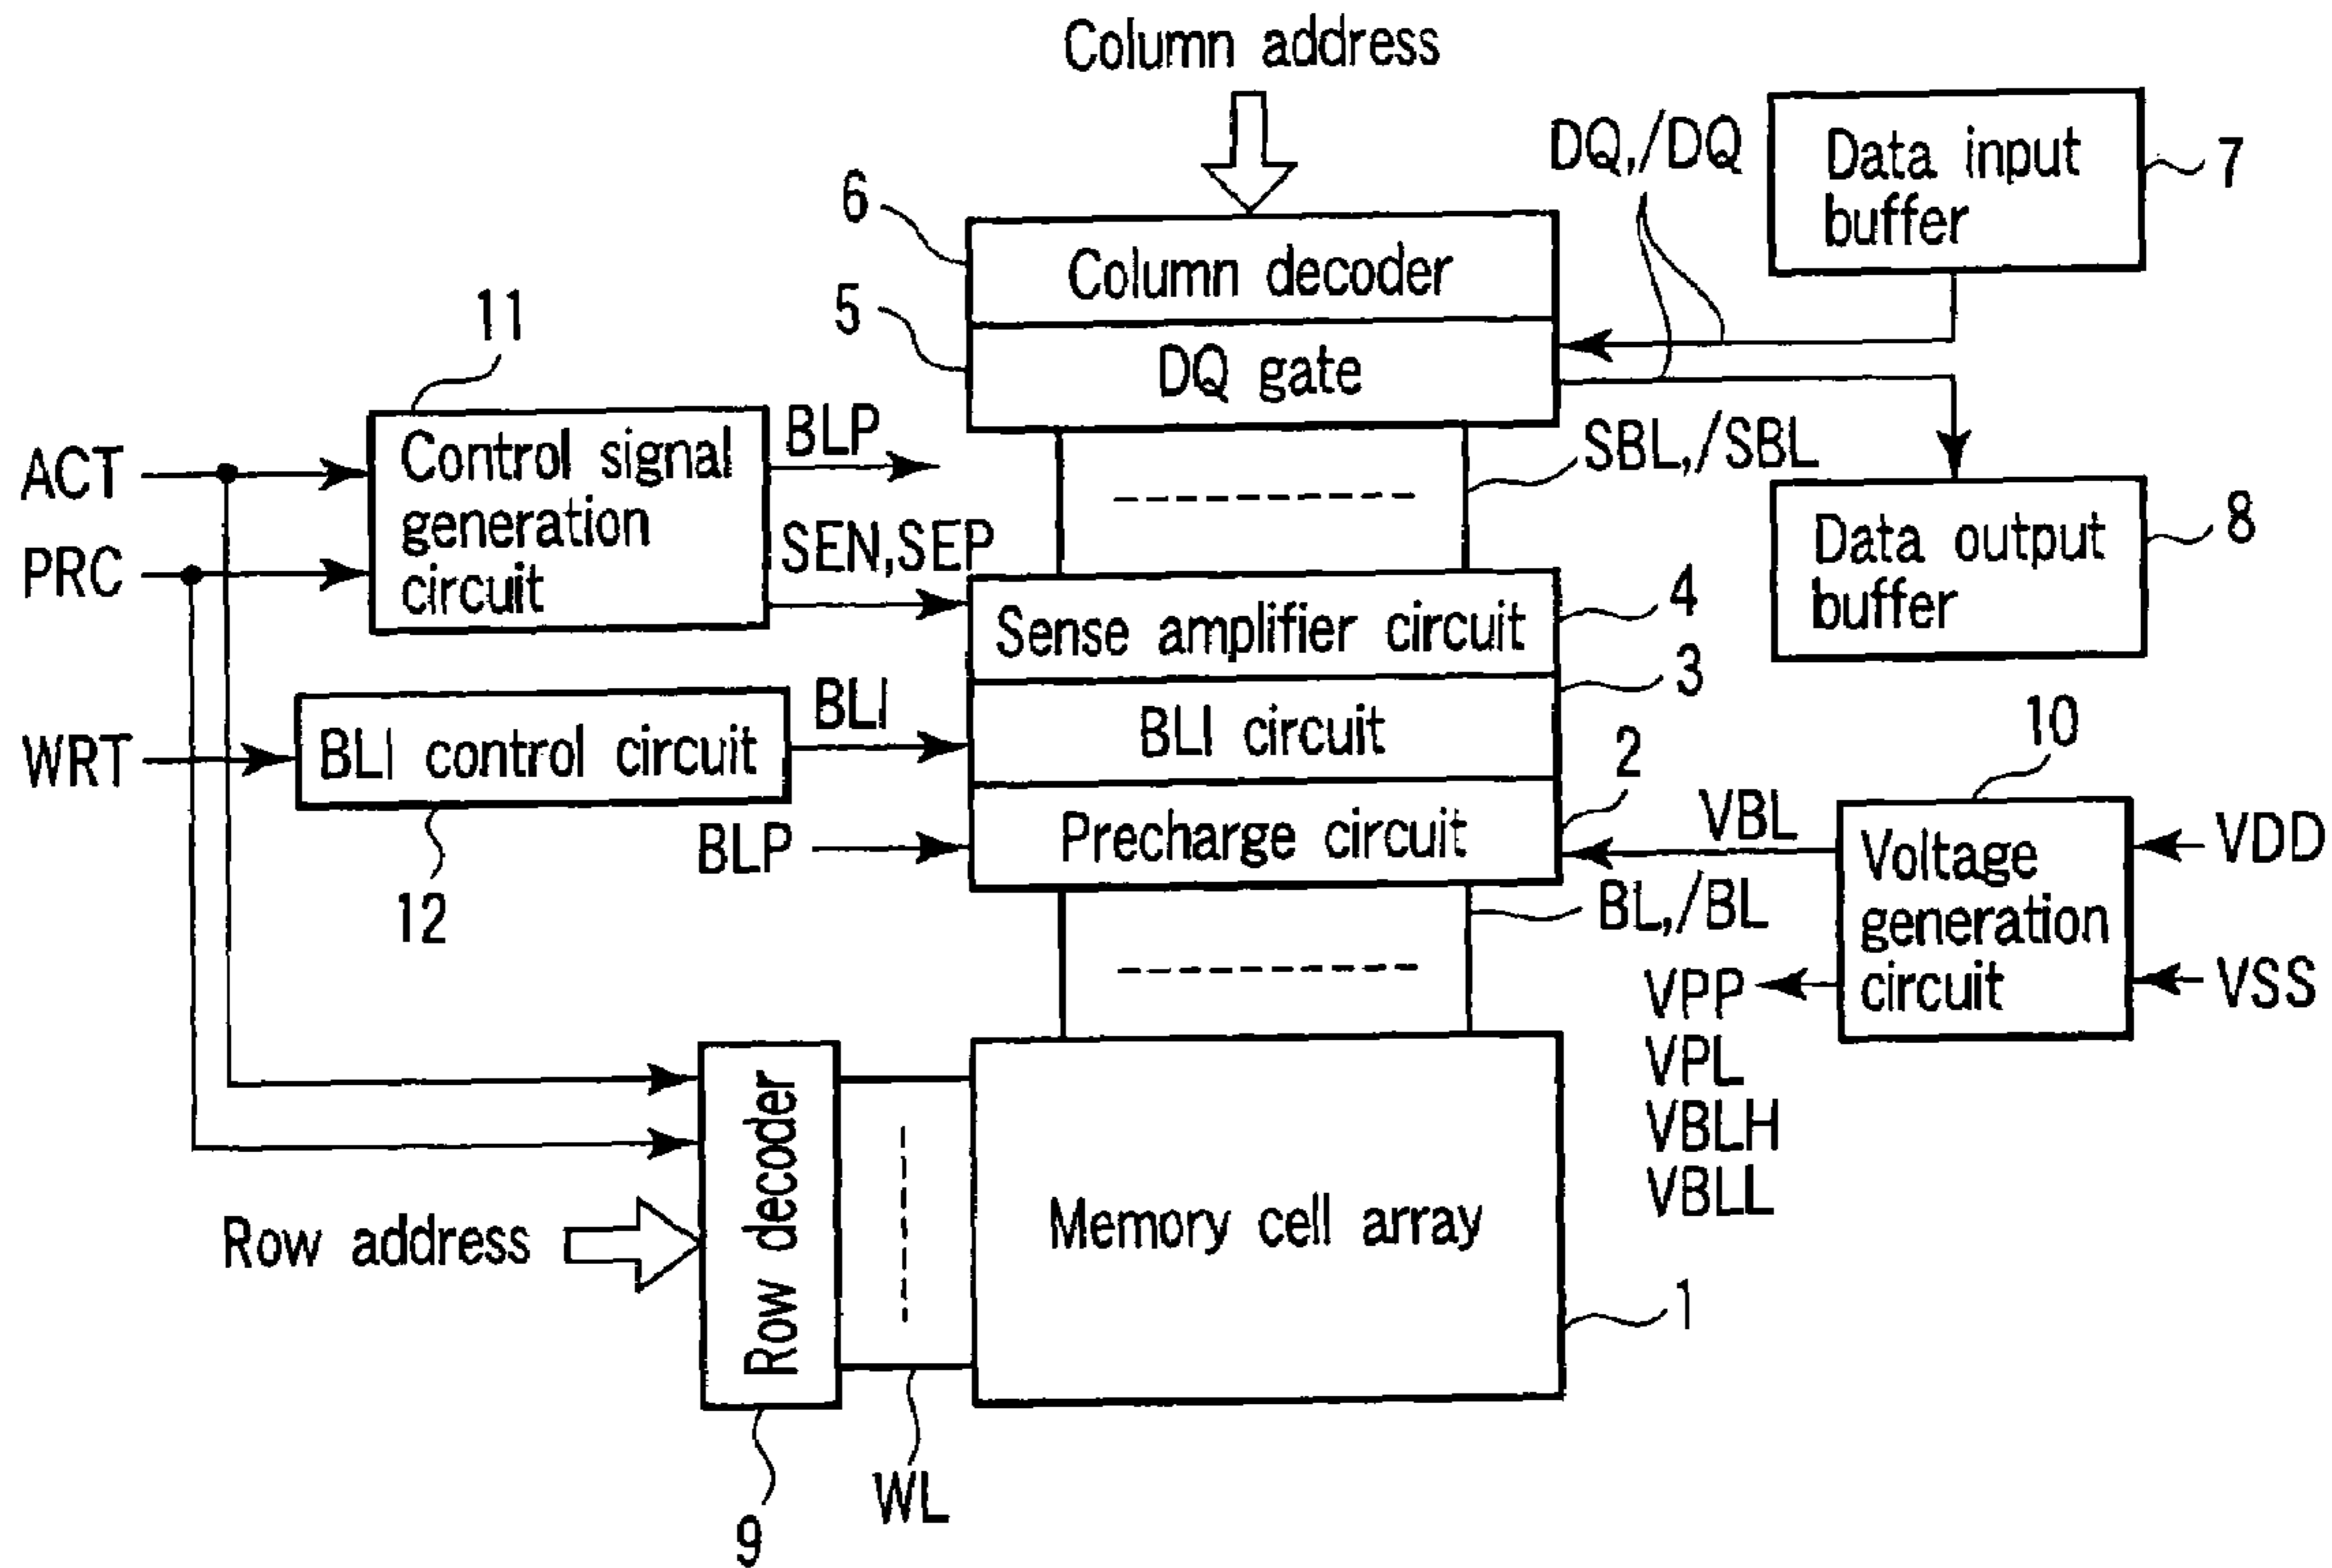 Column address
DQ,/DQ
Data input
buffer
7
6
Column decoder
5
DQ gate
11
BLP
ACT
Control signal
generation
circuit
SBL,/SBL
PRC
SEN,SEP
Data output
buffer
8
4
Sense amplifier circuit
3
BLI
BLI circuit
WRT
BLI control circuit
2
10
BLP
Precharge circuit
VBL
Voltage
generation
circuit
VDD
12
BL,/BL
VPP
VPL
VBLH
VBLL
VSS
Row decoder
Row address
Memory cell array
1
WL
9